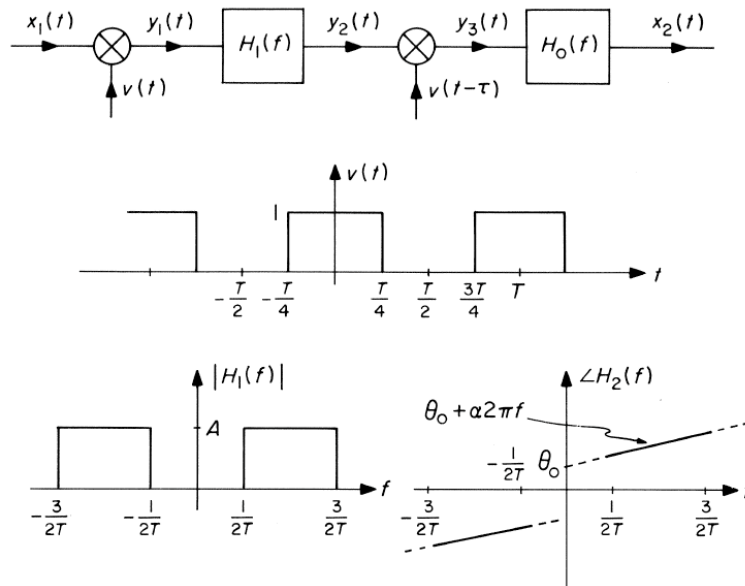 x₁(t) y₁(t) H₁(f) y₂(t) y₃(t) H₀(f) x₂(t)
v(t) v(t−τ)
v(t)
1
−T/2 −T/4 T/4 T/2 3T/4 T t
|H₁(f)|
A
−3/2T −1/2T 1/2T 3/2T f
∠H₂(f)
θ₀+α2πf
−1/2T θ₀
−3/2T 1/2T 3/2T